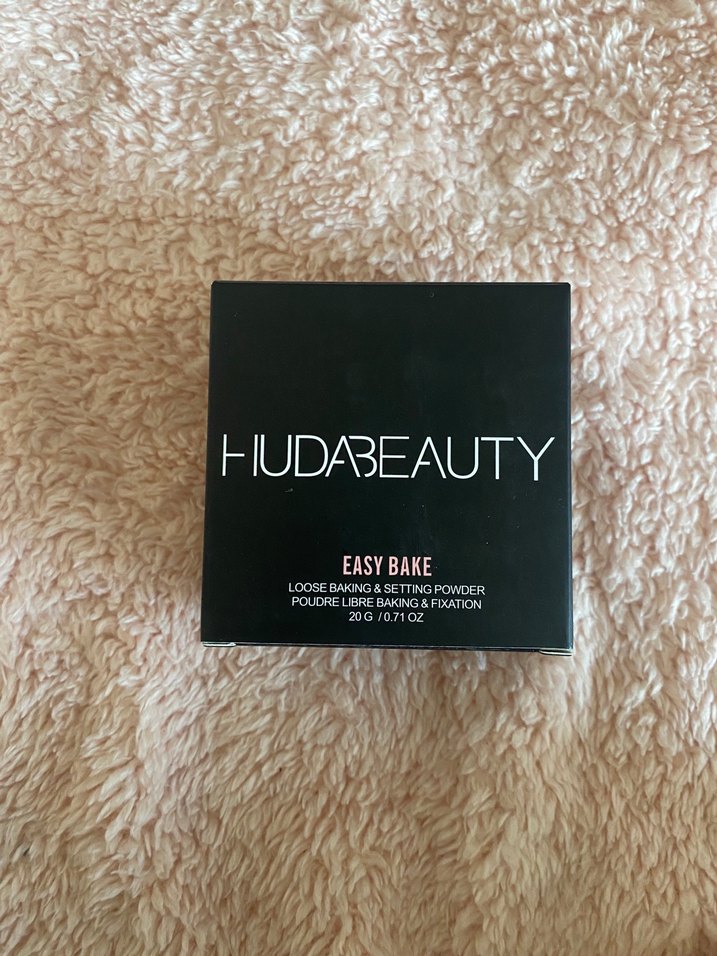 HUDABEAUTY
EASY BAKE
LOOSE BAKING & SETTING POWDER
POUDRE LIBRE BAKING & FIXATION
20 G / 0.71 OZ